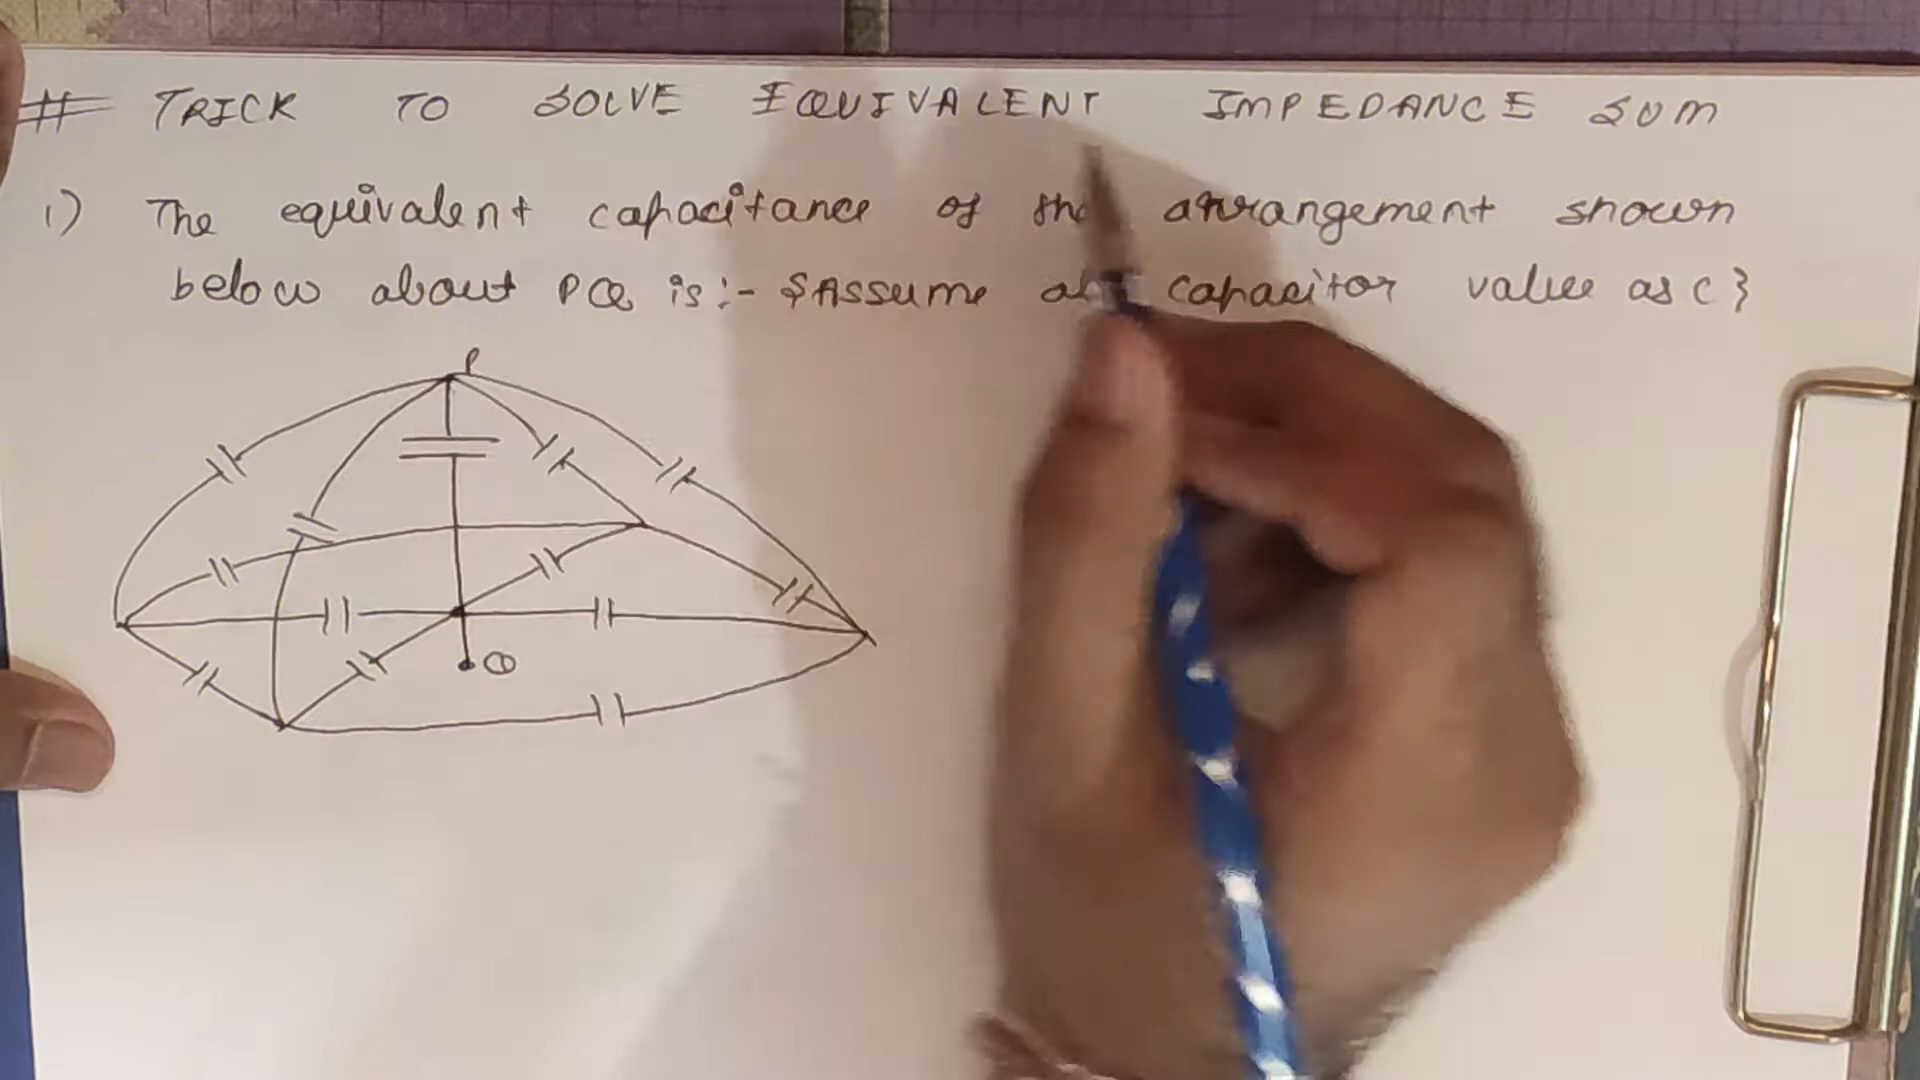 # TRICK TO SOLVE EQUIVALENT IMPEDANCE SUM
1) The equivalent capacitance of the arrangement shown
below about PQ is:- {Assume all capacitor value as C}
P
Q